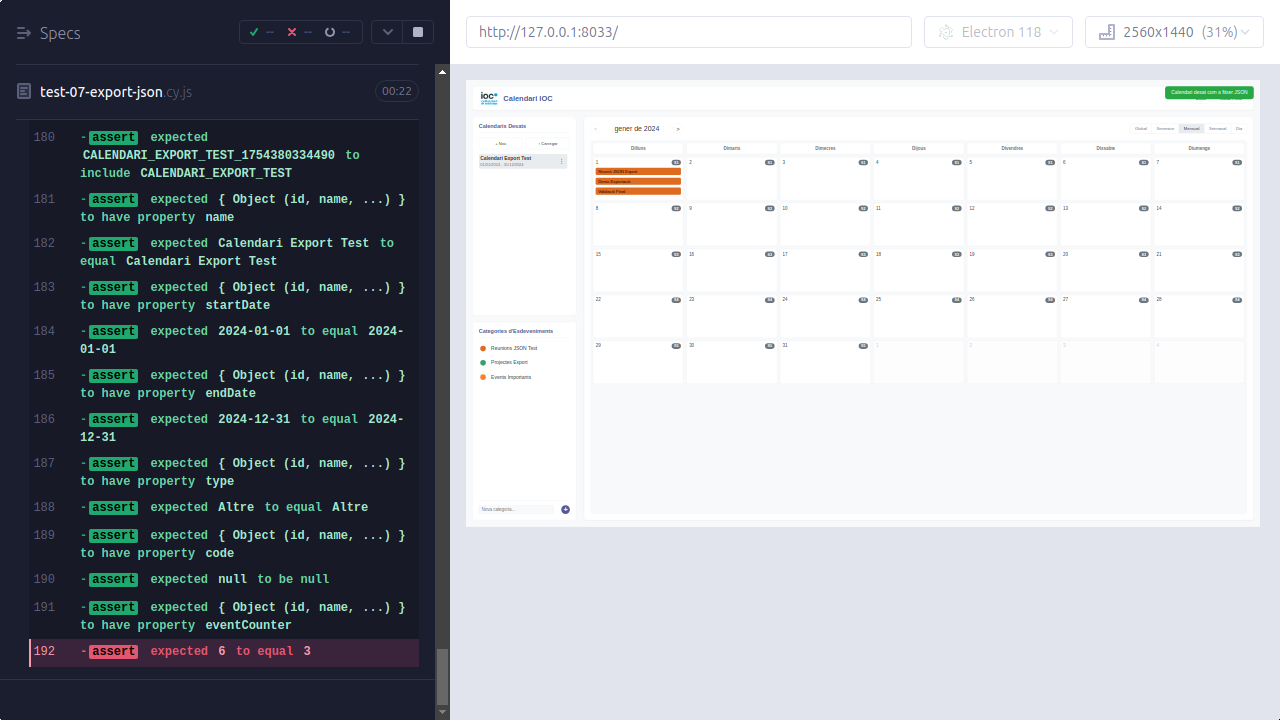 Specs
--
--
--
http://127.0.0.1:8033/
Electron 118
2560x1440 (31%)
test-07-export-json.cy.js
00:22
180 -assert expected
CALENDARI_EXPORT_TEST_1754380334490 to
include CALENDARI_EXPORT_TEST
181 -assert expected { Object (id, name, ...) }
to have property name
182 -assert expected Calendari Export Test to
equal Calendari Export Test
183 -assert expected { Object (id, name, ...) }
to have property startDate
184 -assert expected 2024-01-01 to equal 2024-
01-01
185 -assert expected { Object (id, name, ...) }
to have property endDate
186 -assert expected 2024-12-31 to equal 2024-
12-31
187 -assert expected { Object (id, name, ...) }
to have property type
188 -assert expected Altre to equal Altre
189 -assert expected { Object (id, name, ...) }
to have property code
190 -assert expected null to be null
191 -assert expected { Object (id, name, ...) }
to have property eventCounter
192 -assert expected 6 to equal 3
ioc
Calendari IOC
Calendari desat com a fitxer JSON
Calendaris Desats
+ Nou
Carregar
Calendari Export Test
‹ gener de 2024 ›
Global Semestre Mensual Setmanal Dia
Dilluns Dimarts Dimecres Dijous Divendres Dissabte Diumenge
1 2 3 4 5 6 7
Reunió JSON Export
8 9 10 11 12 13 14
15 16 17 18 19 20 21
22 23 24 25 26 27 28
29 30 31 1 2 3 4
Categories d'Esdeveniments
Reunions JSON Test
Projectes Export
Events Importants
Nova categoria...
+